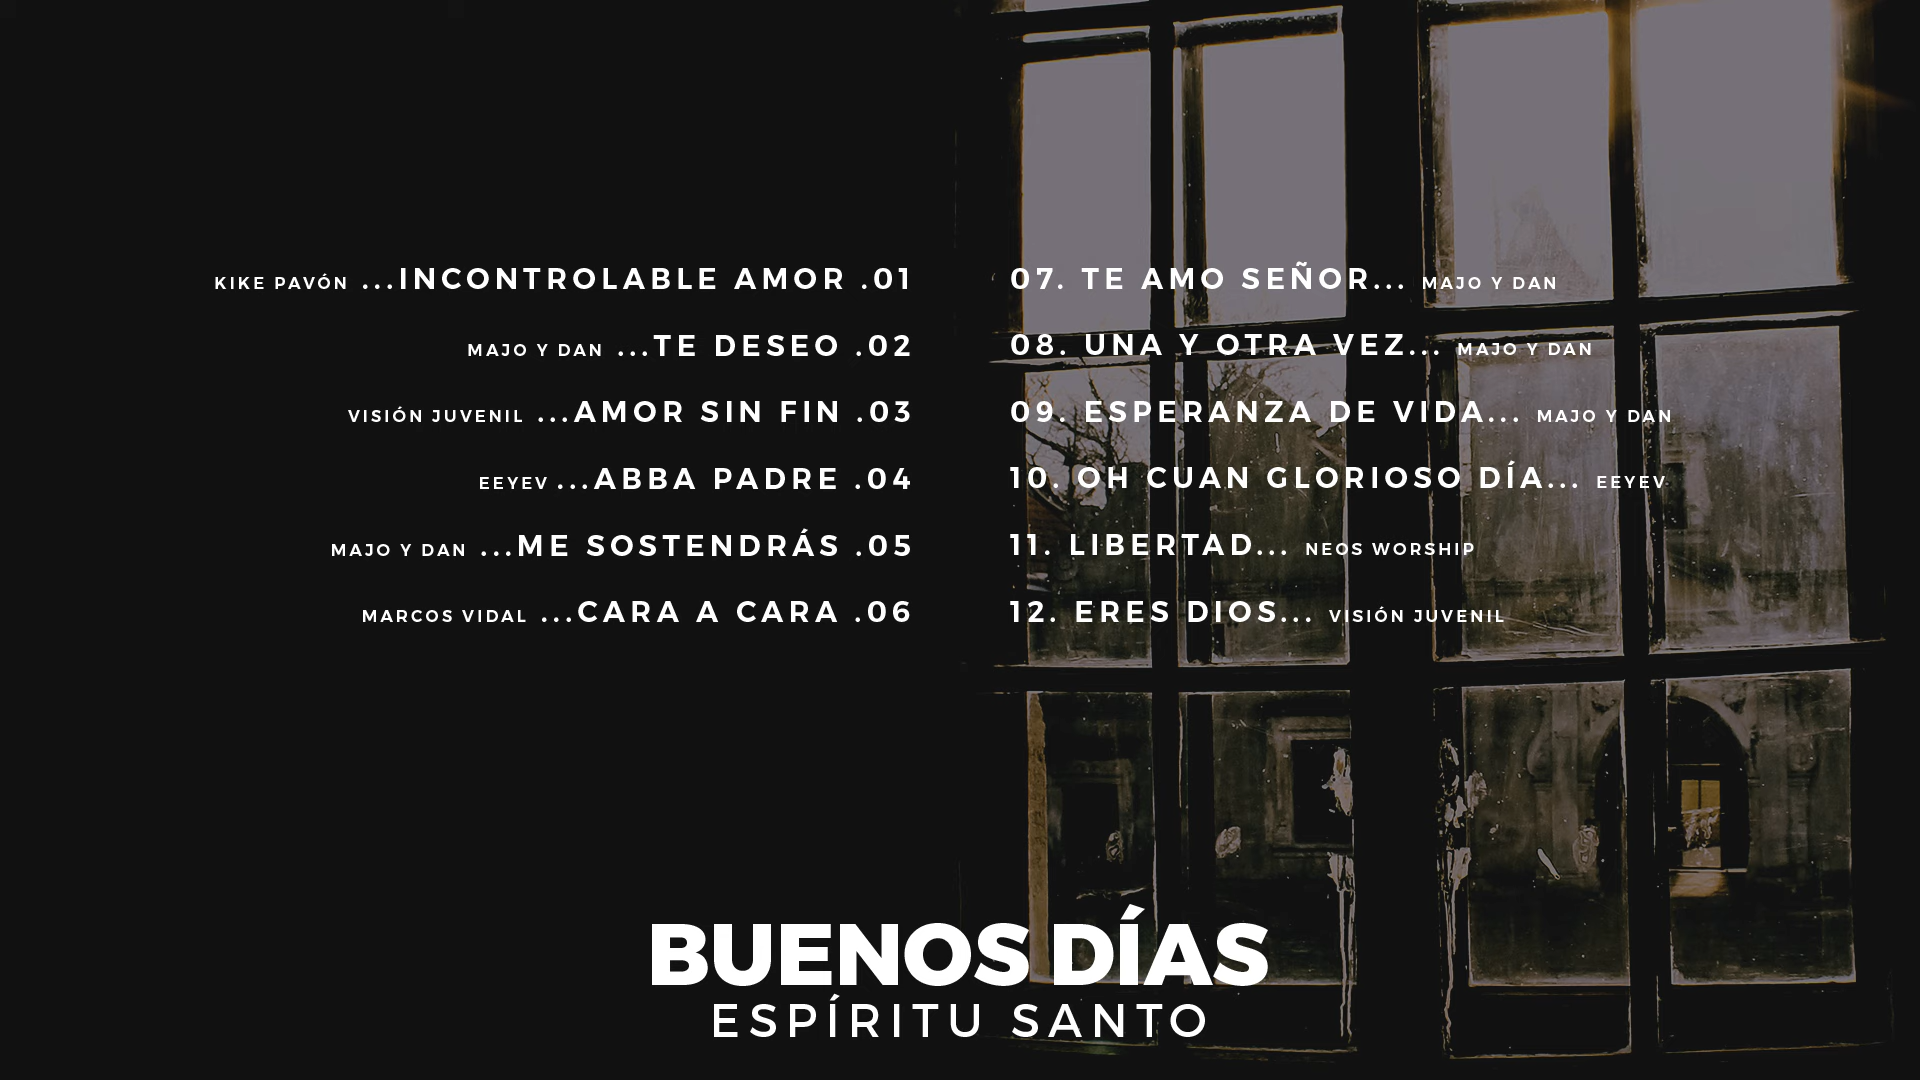 KIKE PAVÓN ...INCONTROLABLE AMOR .01
MAJO Y DAN ...TE DESEO .02
VISIÓN JUVENIL ...AMOR SIN FIN .03
EEYEV ...ABBA PADRE .04
MAJO Y DAN ...ME SOSTENDRÁS .05
MARCOS VIDAL ...CARA A CARA .06
07. TE AMO SEÑOR... MAJO Y DAN
08. UNA Y OTRA VEZ... MAJO Y DAN
09. ESPERANZA DE VIDA... MAJO Y DAN
10. OH CUAN GLORIOSO DÍA... EEYEV
11. LIBERTAD... NEOS WORSHIP
12. ERES DIOS... VISIÓN JUVENIL
BUENOS DÍAS
ESPÍRITU SANTO